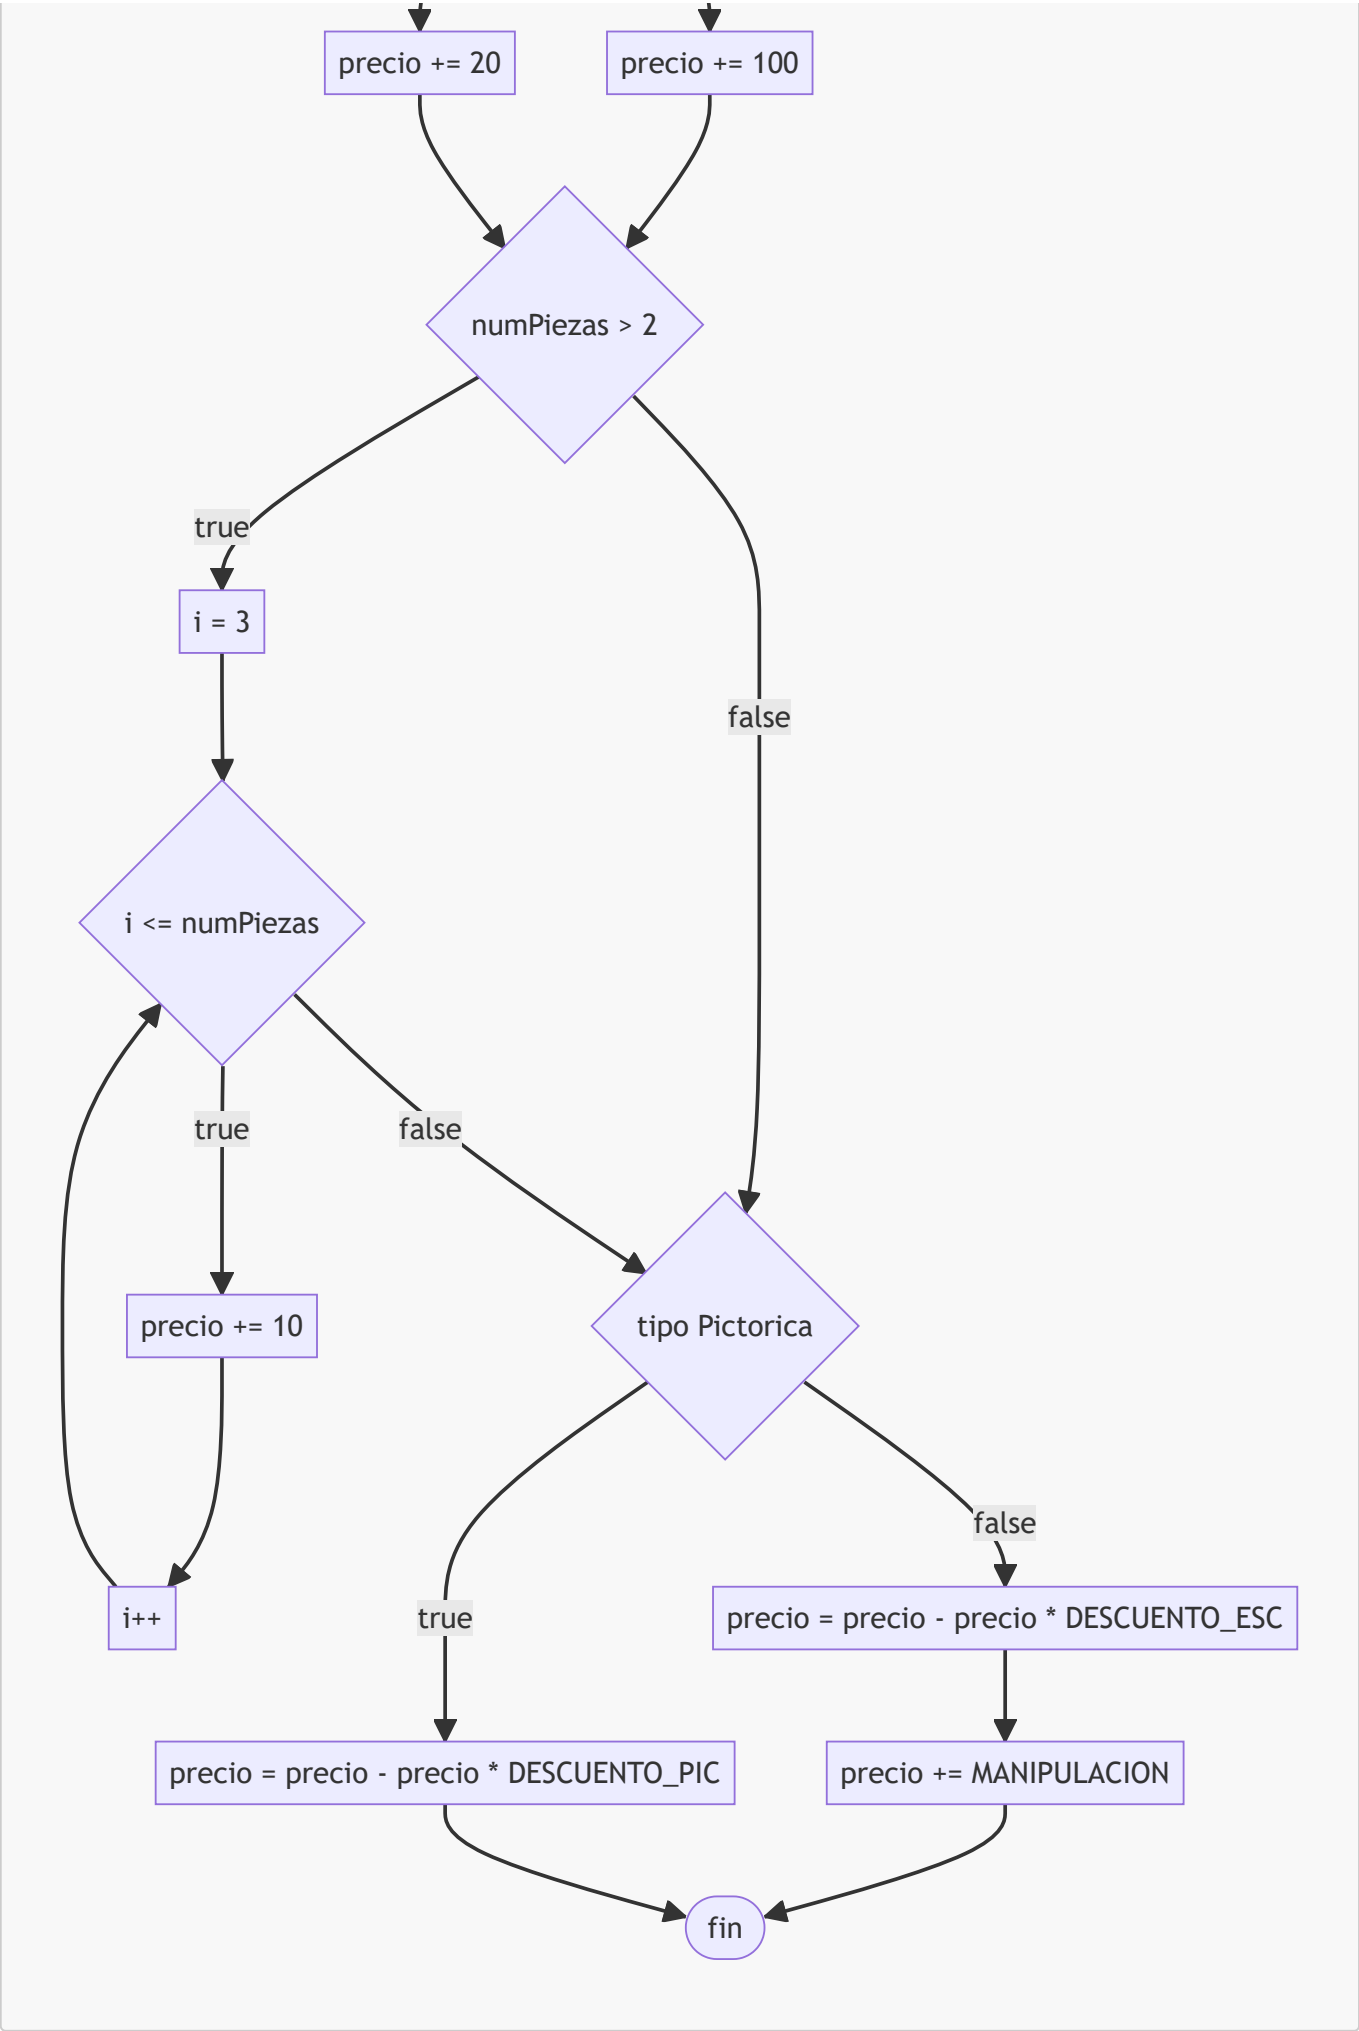 precio += 20
precio += 100
numPiezas > 2
true
i = 3
false
i <= numPiezas
true
false
precio += 10
tipo Pictorica
false
i++
true
precio = precio - precio * DESCUENTO_ESC
precio = precio - precio * DESCUENTO_PIC
precio += MANIPULACION
fin